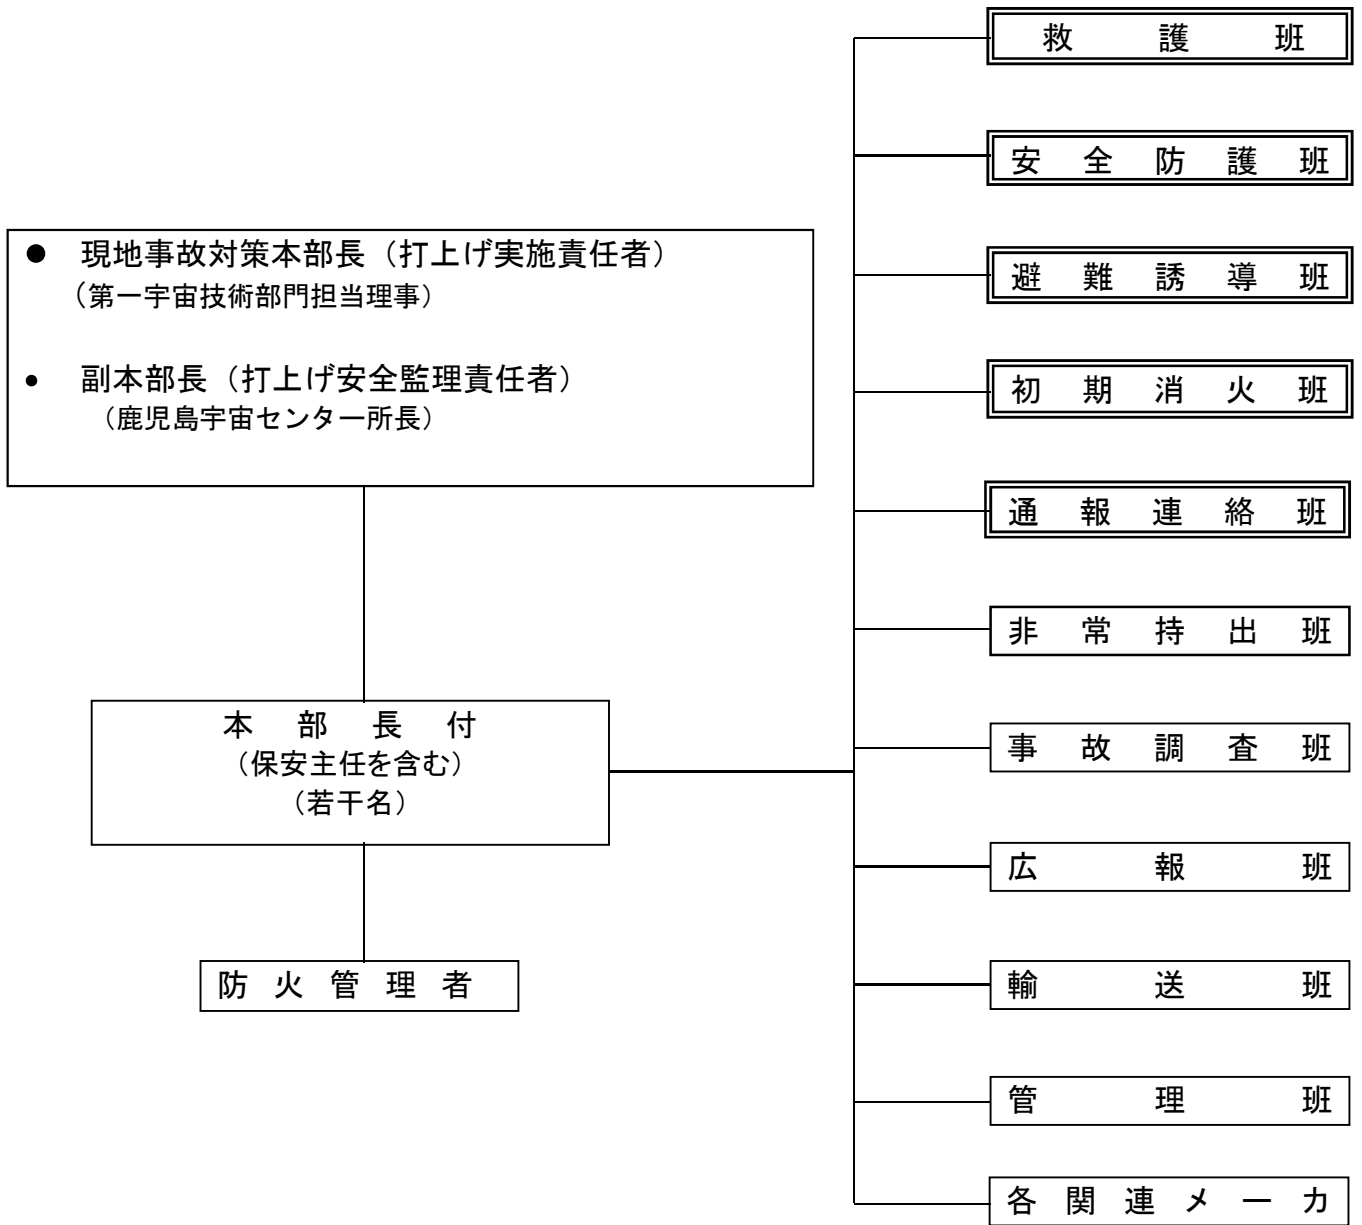 ● 現地事故対策本部長（打上げ実施責任者）
（第一宇宙技術部門担当理事）
● 副本部長（打上げ安全監理責任者）
（鹿児島宇宙センター所長）
本部長付
（保安主任を含む）
（若干名）
防火管理者
救護班
安全防護班
避難誘導班
初期消火班
通報連絡班
非常持出班
事故調査班
広報班
輸送班
管理班
各関連メーカ